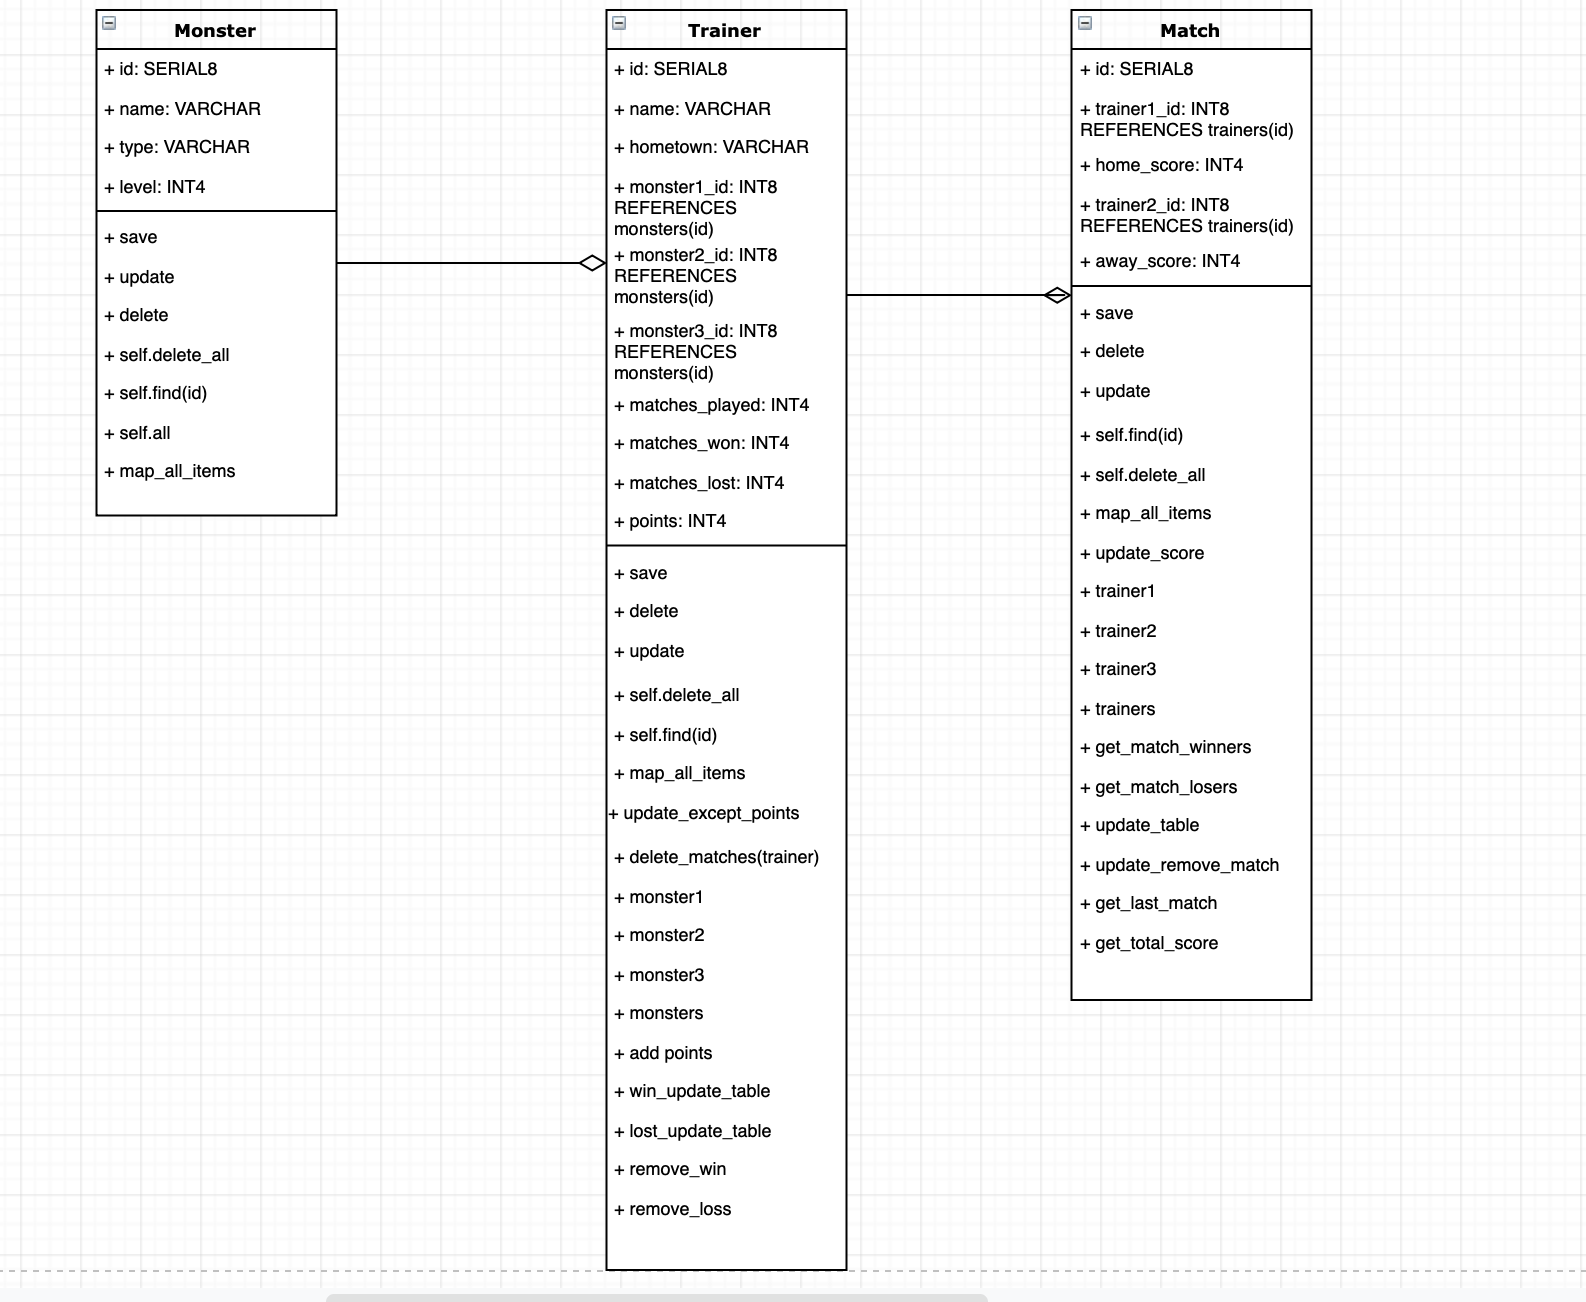 Monster
+ id: SERIAL8
+ name: VARCHAR
+ type: VARCHAR
+ level: INT4
+ save
+ update
+ delete
+ self.delete_all
+ self.find(id)
+ self.all
+ map_all_items
Trainer
+ id: SERIAL8
+ name: VARCHAR
+ hometown: VARCHAR
+ monster1_id: INT8
REFERENCES
monsters(id)
+ monster2_id: INT8
REFERENCES
monsters(id)
+ monster3_id: INT8
REFERENCES
monsters(id)
+ matches_played: INT4
+ matches_won: INT4
+ matches_lost: INT4
+ points: INT4
+ save
+ delete
+ update
+ self.delete_all
+ self.find(id)
+ map_all_items
+ update_except_points
+ delete_matches(trainer)
+ monster1
+ monster2
+ monster3
+ monsters
+ add points
+ win_update_table
+ lost_update_table
+ remove_win
+ remove_loss
Match
+ id: SERIAL8
+ trainer1_id: INT8
REFERENCES trainers(id)
+ home_score: INT4
+ trainer2_id: INT8
REFERENCES trainers(id)
+ away_score: INT4
+ save
+ delete
+ update
+ self.find(id)
+ self.delete_all
+ map_all_items
+ update_score
+ trainer1
+ trainer2
+ trainer3
+ trainers
+ get_match_winners
+ get_match_losers
+ update_table
+ update_remove_match
+ get_last_match
+ get_total_score